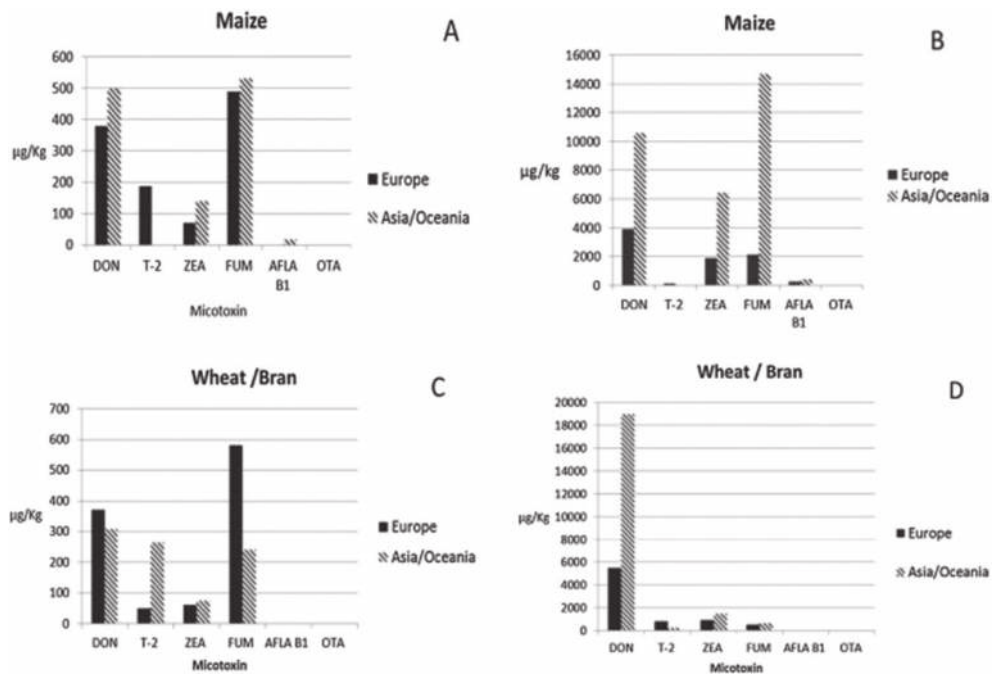 Maize
A
600
500
400
300
200
100
0
µg/Kg
DON T-2 ZEA FUM AFLA B1 OTA
Micotoxin
Europe
Asia/Oceania
Maize
B
16000
14000
12000
10000
8000
6000
4000
2000
0
µg/kg
DON T-2 ZEA FUM AFLA B1 OTA
Europe
Asia/Oceania
Wheat /Bran
C
700
600
500
400
300
200
100
0
µg/Kg
DON T-2 ZEA FUM AFLA B1 OTA
Micotoxin
Europe
Asia/Oceania
Wheat / Bran
D
20000
18000
16000
14000
12000
10000
8000
6000
4000
2000
0
µg/Kg
DON T-2 ZEA FUM AFLA B1 OTA
Micotoxin
Europe
Asia/Oceania